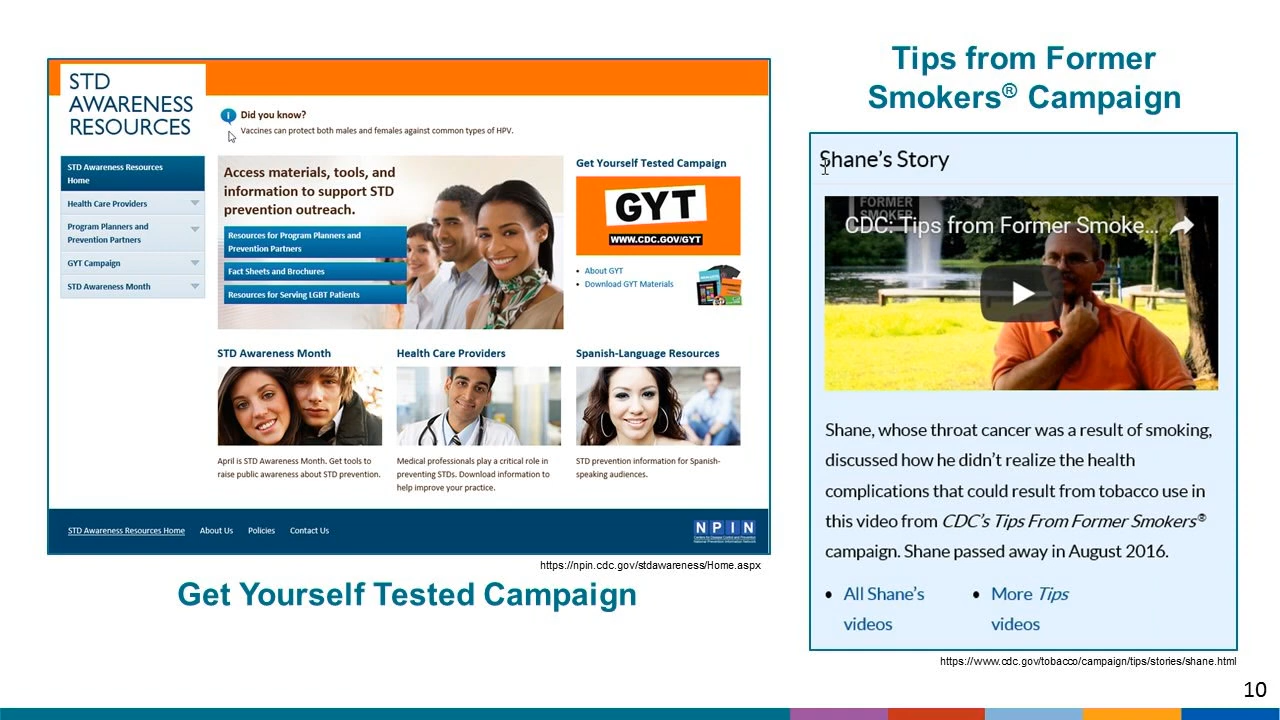 Tips from Former
Smokers® Campaign
STD
AWARENESS
RESOURCES
Did you know?
Vaccines can protect both males and females against common types of HPV.
STD Awareness Resources
Home
Health Care Providers
Program Planners and
Prevention Partners
GYT Campaign
STD Awareness Month
Access materials, tools, and
information to support STD
prevention outreach.
Resources for Program Planners and
Prevention Partners
Fact Sheets and Brochures
Resources for Serving LGBT Patients
Get Yourself Tested Campaign
GYT
WWW.CDC.GOV/GYT
• About GYT
• Download GYT Materials
STD Awareness Month
April is STD Awareness Month. Get tools to
raise public awareness about STD prevention.
Health Care Providers
Medical professionals play a critical role in
preventing STDs. Download information to
help improve your practice.
Spanish-Language Resources
STD prevention information for Spanish-
speaking audiences.
STD Awareness Resources Home About Us Policies Contact Us
NPIN
https://npin.cdc.gov/stdawareness/Home.aspx
Get Yourself Tested Campaign
Shane's Story
FORMER
SMOKER
CDC: Tips from Former Smoke...
Shane, whose throat cancer was a result of smoking,
discussed how he didn't realize the health
complications that could result from tobacco use in
this video from CDC's Tips From Former Smokers®
campaign. Shane passed away in August 2016.
• All Shane's
videos
• More Tips
videos
https://www.cdc.gov/tobacco/campaign/tips/stories/shane.html
10